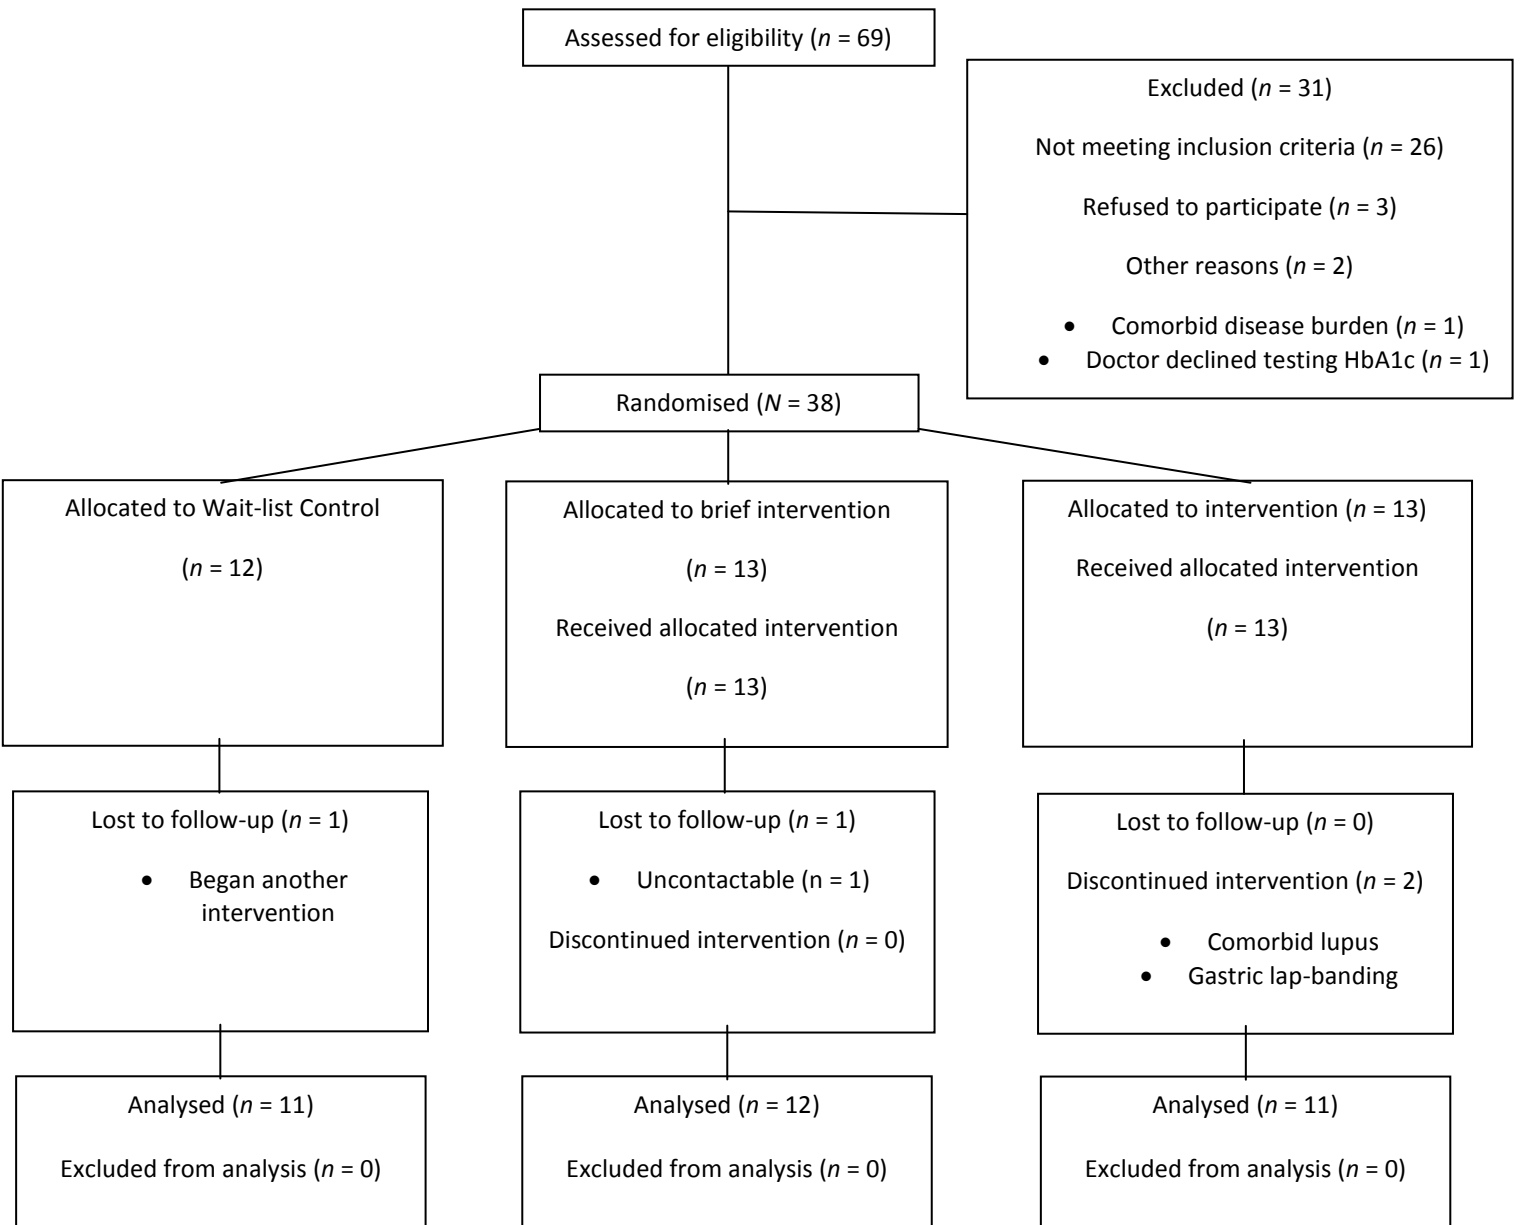 Assessed for eligibility (n = 69)
Excluded (n = 31)
Not meeting inclusion criteria (n = 26)
Refused to participate (n = 3)
Other reasons (n = 2)
• Comorbid disease burden (n = 1)
• Doctor declined testing HbA1c (n = 1)
Randomised (N = 38)
Allocated to Wait-list Control
(n = 12)
Allocated to brief intervention
(n = 13)
Received allocated intervention
(n = 13)
Allocated to intervention (n = 13)
Received allocated intervention
(n = 13)
Lost to follow-up (n = 1)
• Began another
intervention
Lost to follow-up (n = 1)
• Uncontactable (n = 1)
Discontinued intervention (n = 0)
Lost to follow-up (n = 0)
Discontinued intervention (n = 2)
• Comorbid lupus
• Gastric lap-banding
Analysed (n = 11)
Excluded from analysis (n = 0)
Analysed (n = 12)
Excluded from analysis (n = 0)
Analysed (n = 11)
Excluded from analysis (n = 0)